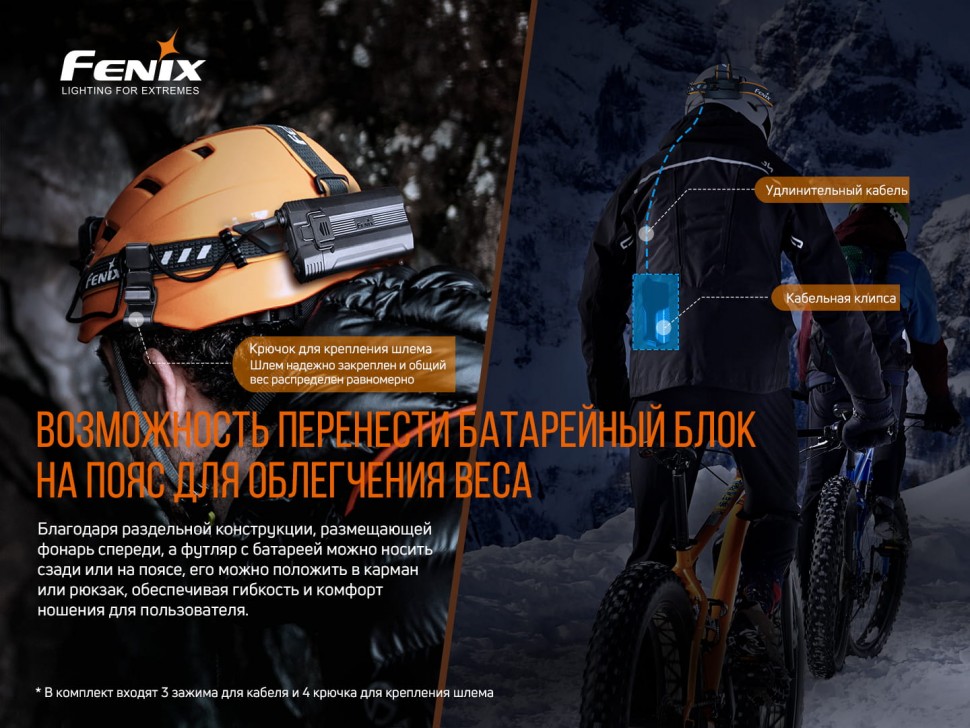 FENIX
LIGHTING FOR EXTREMES
FENIX
Fenix
Удлинительный кабель
Кабельная клипса
Крючок для крепления шлема
Шлем надежно закреплен и общий
вес распределен равномерно
ВОЗМОЖНОСТЬ ПЕРЕНЕСТИ БАТАРЕЙНЫЙ БЛОК
НА ПОЯС ДЛЯ ОБЛЕГЧЕНИЯ ВЕСА
Благодаря раздельной конструкции, размещающей
фонарь спереди, а футляр с батареей можно носить
сзади или на поясе, его можно положить в карман
или рюкзак, обеспечивая гибкость и комфорт
ношения для пользователя.
* В комплект входят 3 зажима для кабеля и 4 крючка для крепления шлема